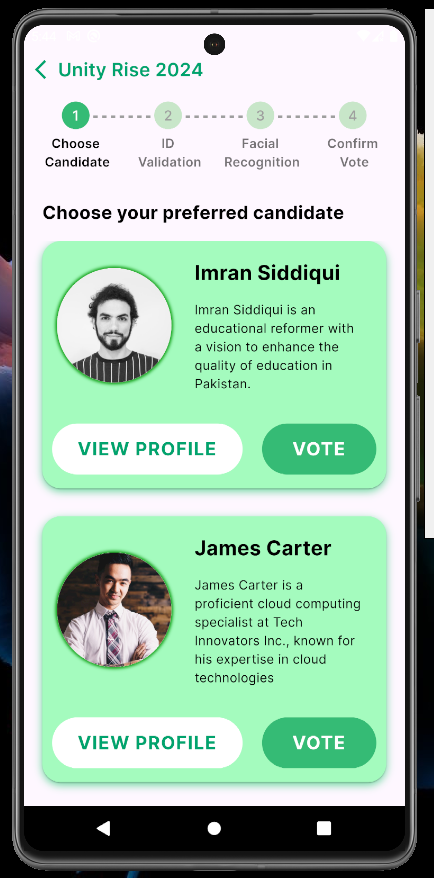 Unity Rise 2024
1 2 3 4
Choose ID Facial Confirm
Candidate Validation Recognition Vote
Choose your preferred candidate
Imran Siddiqui
Imran Siddiqui is an
educational reformer with
a vision to enhance the
quality of education in
Pakistan.
VIEW PROFILE VOTE
James Carter
James Carter is a
proficient cloud computing
specialist at Tech
Innovators Inc., known for
his expertise in cloud
technologies
VIEW PROFILE VOTE